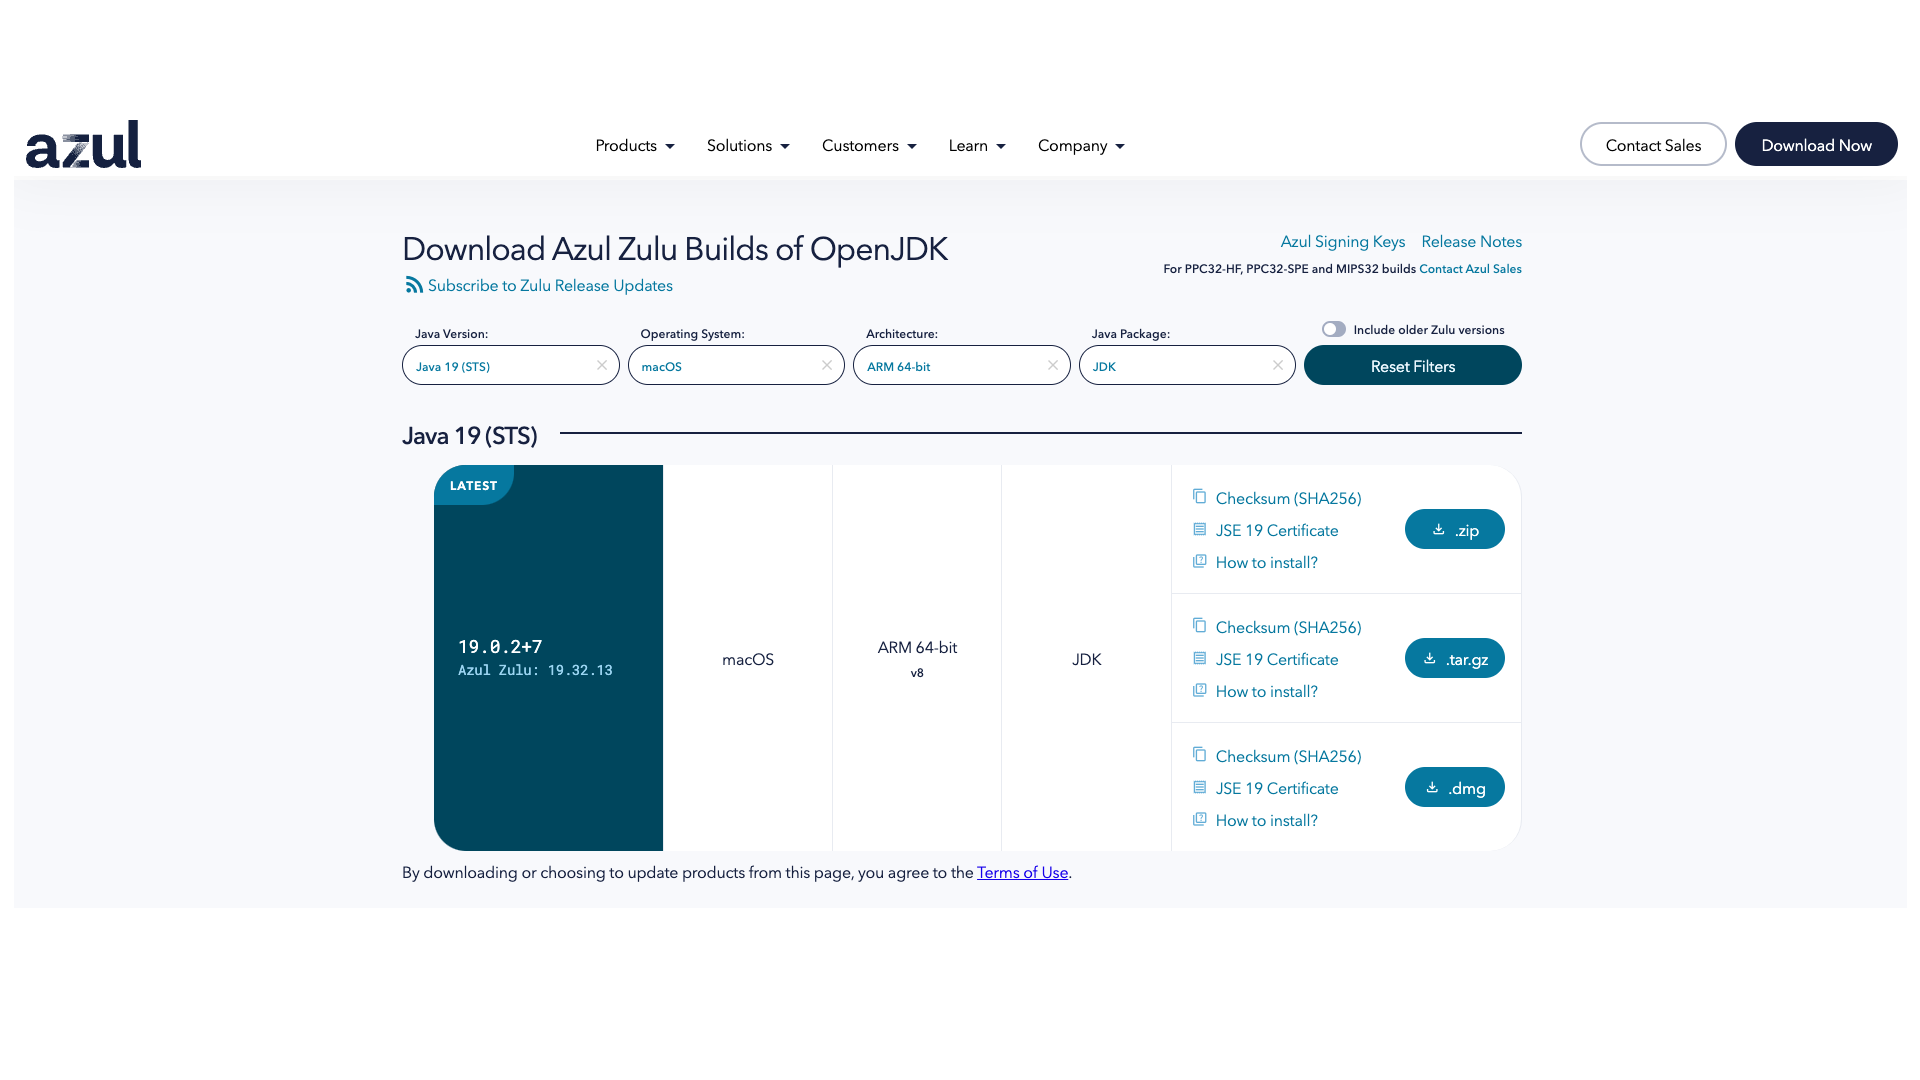 azul
Products
Solutions
Customers
Learn
Company
Contact Sales
Download Now
Download Azul Zulu Builds of OpenJDK
Subscribe to Zulu Release Updates
Azul Signing Keys
Release Notes
For PPC32-HF, PPC32-SPE and MIPS32 builds Contact Azul Sales
Java Version:
Java 19 (STS)
Operating System:
macOS
Architecture:
ARM 64-bit
Java Package:
JDK
Include older Zulu versions
Reset Filters
Java 19 (STS)
LATEST
19.0.2+7
Azul Zulu: 19.32.13
macOS
ARM 64-bit
v8
JDK
Checksum (SHA256)
JSE 19 Certificate
How to install?
.zip
Checksum (SHA256)
JSE 19 Certificate
How to install?
.tar.gz
Checksum (SHA256)
JSE 19 Certificate
How to install?
.dmg
By downloading or choosing to update products from this page, you agree to the Terms of Use.